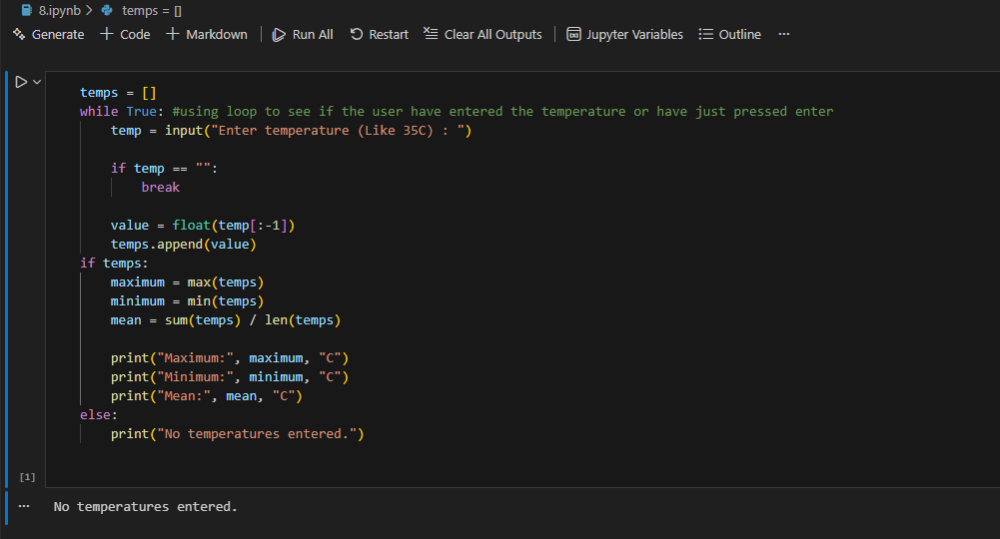 8.ipynb > temps = []
Generate + Code + Markdown Run All Restart Clear All Outputs Jupyter Variables Outline ...
temps = []
while True: #using loop to see if the user have entered the temperature or have just pressed enter
    temp = input("Enter temperature (Like 35C) : ")
    if temp == "":
        break
    value = float(temp[:-1])
    temps.append(value)
if temps:
    maximum = max(temps)
    minimum = min(temps)
    mean = sum(temps) / len(temps)
    print("Maximum:", maximum, "C")
    print("Minimum:", minimum, "C")
    print("Mean:", mean, "C")
else:
    print("No temperatures entered.")
[1]
... No temperatures entered.